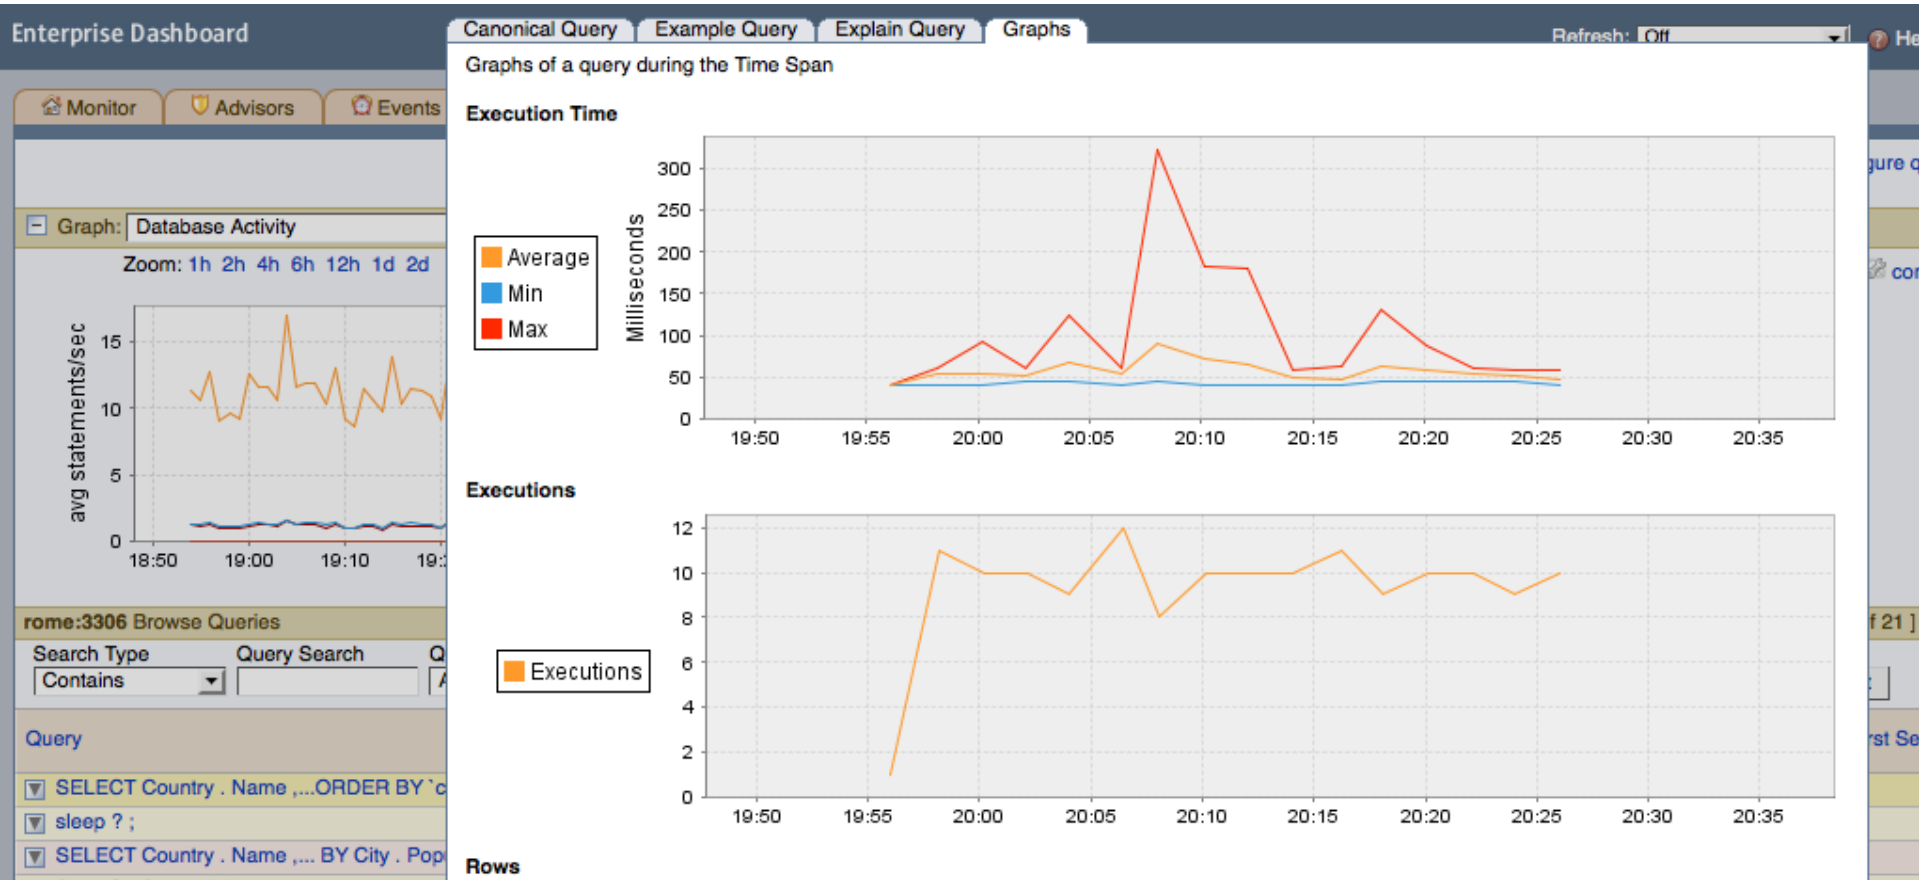 Enterprise Dashboard
Canonical Query Example Query Explain Query Graphs
Refresh: Off
Graphs of a query during the Time Span
Monitor Advisors Events
Execution Time
300
250
200
150
100
50
0
Milliseconds
Average
Min
Max
19:50 19:55 20:00 20:05 20:10 20:15 20:20 20:25 20:30 20:35
Graph: Database Activity
Zoom: 1h 2h 4h 6h 12h 1d 2d
avg statements/sec
15
10
5
0
18:50 19:00 19:10
Executions
12
10
8
6
4
2
0
Executions
19:50 19:55 20:00 20:05 20:10 20:15 20:20 20:25 20:30 20:35
rome:3306 Browse Queries
21 ]
Search Type Query Search
Contains
Query
SELECT Country . Name ,...ORDER BY `c
sleep ? ;
SELECT Country . Name ,... BY City . Pop
Rows